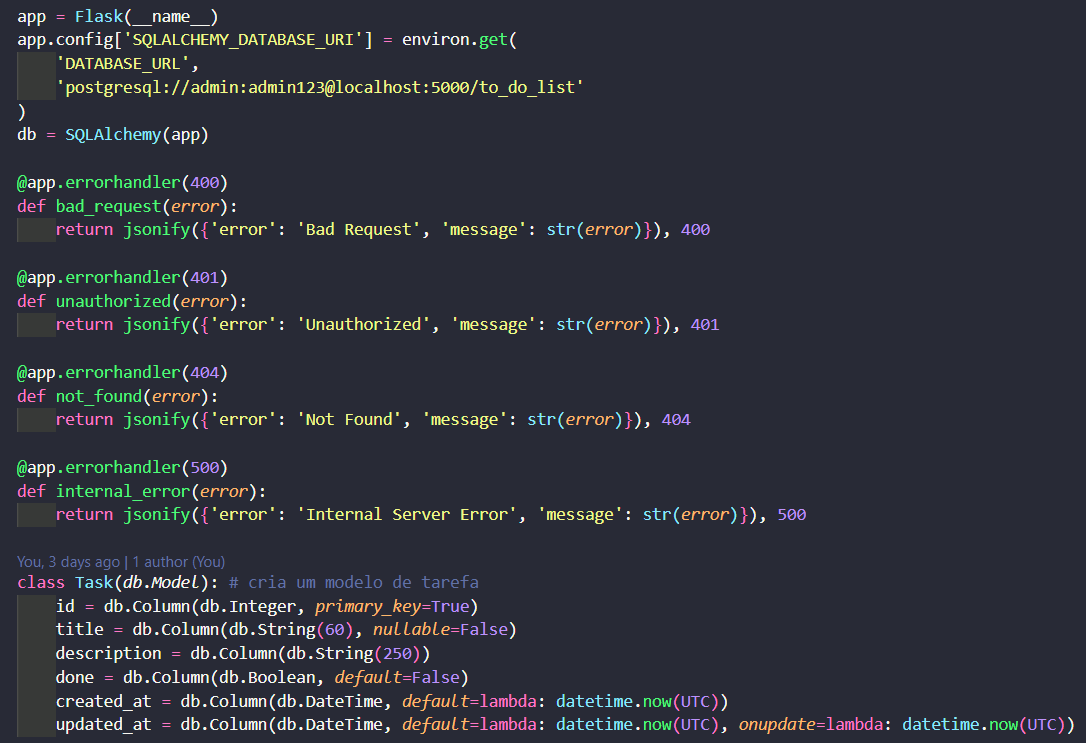 app = Flask(__name__)
app.config['SQLALCHEMY_DATABASE_URI'] = environ.get(
    'DATABASE_URL',
    'postgresql://admin:admin123@localhost:5000/to_do_list'
)
db = SQLAlchemy(app)

@app.errorhandler(400)
def bad_request(error):
    return jsonify({'error': 'Bad Request', 'message': str(error)}), 400

@app.errorhandler(401)
def unauthorized(error):
    return jsonify({'error': 'Unauthorized', 'message': str(error)}), 401

@app.errorhandler(404)
def not_found(error):
    return jsonify({'error': 'Not Found', 'message': str(error)}), 404

@app.errorhandler(500)
def internal_error(error):
    return jsonify({'error': 'Internal Server Error', 'message': str(error)}), 500

You, 3 days ago | 1 author (You)
class Task(db.Model): # cria um modelo de tarefa
    id = db.Column(db.Integer, primary_key=True)
    title = db.Column(db.String(60), nullable=False)
    description = db.Column(db.String(250))
    done = db.Column(db.Boolean, default=False)
    created_at = db.Column(db.DateTime, default=lambda: datetime.now(UTC))
    updated_at = db.Column(db.DateTime, default=lambda: datetime.now(UTC), onupdate=lambda: datetime.now(UTC))